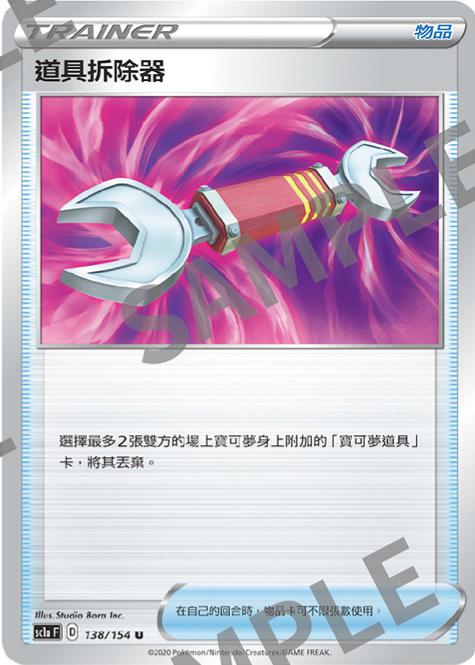 TRAINER
物品
道具拆除器
SAMPLE
選擇最多2張雙方的場上寶可夢身上附加的「寶可夢道具」
卡,將其丟棄。
Illus. Studio Bora Inc.
sc1a F D 138/154 U
在自己的回合時,物品卡可不限張數使用。
©2020 Pokémon/Nintendo/Creatures/GAME FREAK.
SAMPLE